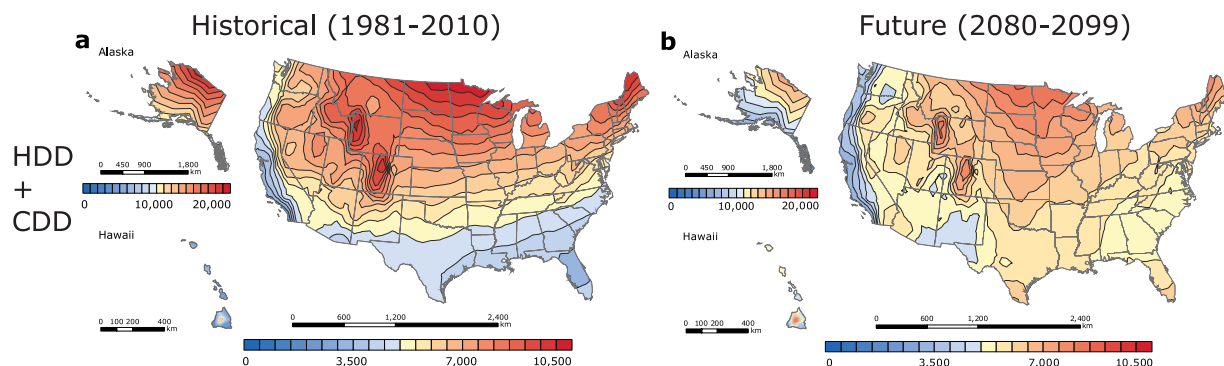 Historical (1981-2010)
Future (2080-2099)
a
Alaska
0 450 900 1,800
km
0 10,000 20,000
HDD
+
CDD
Hawaii
0 100 200 400
km
0 600 1,200 2,400
km
0 3,500 7,000 10,500
b
Alaska
0 450 900 1,800
km
0 10,000 20,000
Hawaii
0 100 200 400
km
0 600 1,200 2,400
km
0 3,500 7,000 10,500